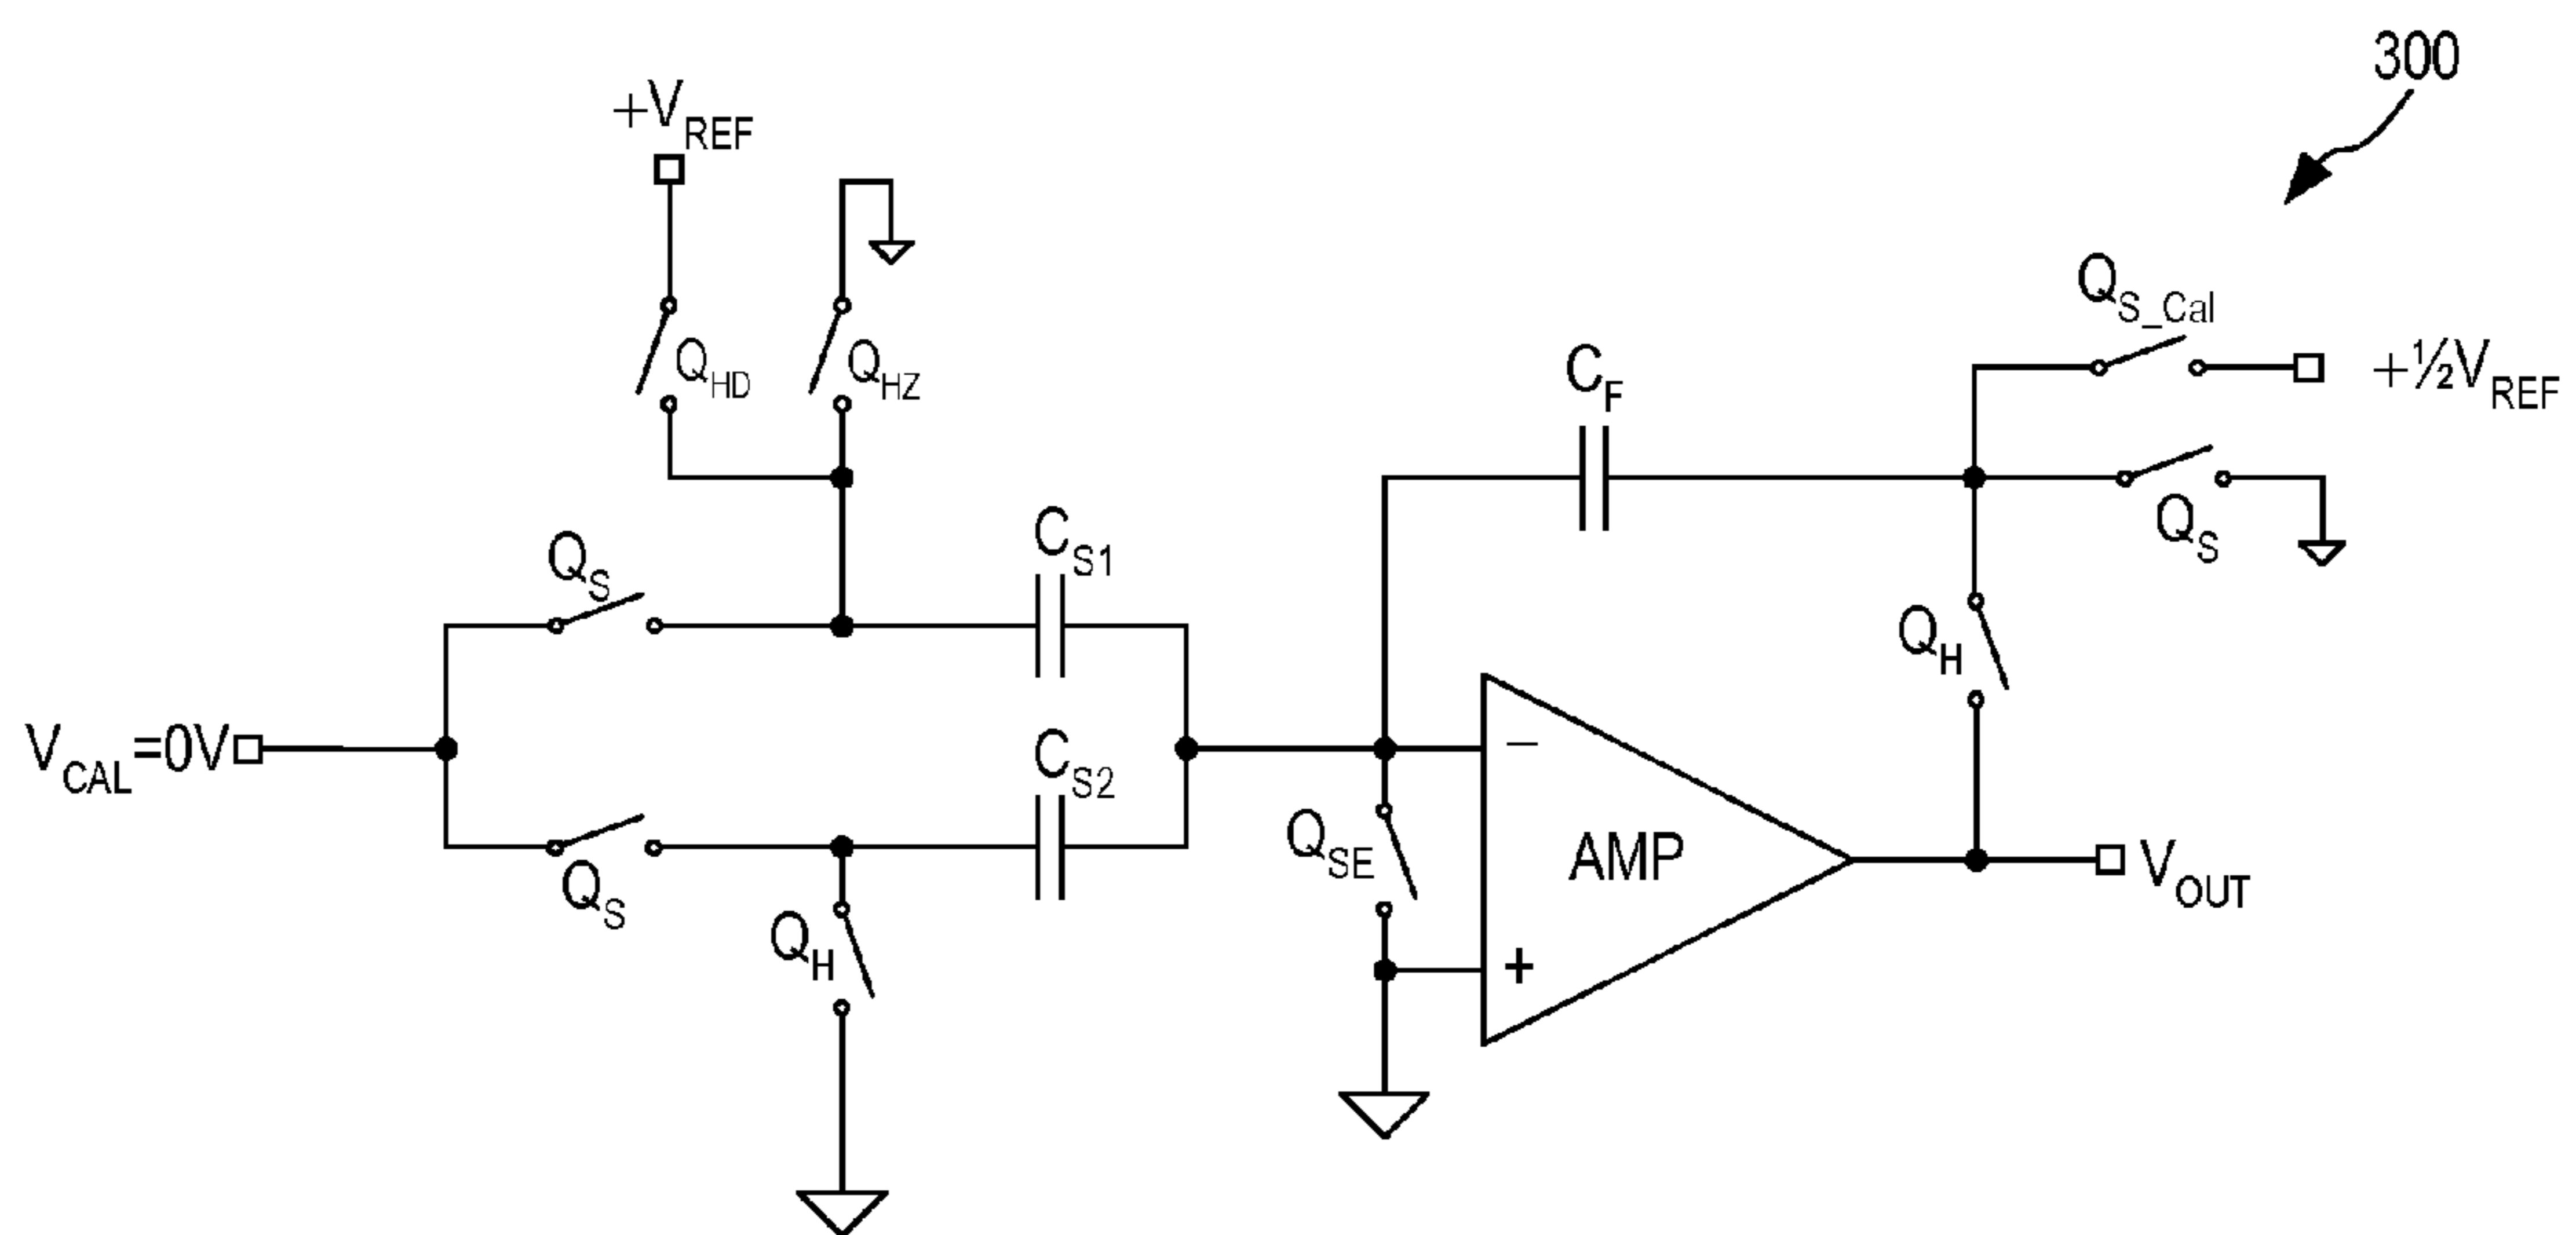 300
+V_REF
Q_HD
Q_HZ
Q_S_Cal
+½V_REF
C_F
Q_S
Q_S
C_S1
Q_H
V_CAL=0V
C_S2
−
Q_SE
AMP
V_OUT
Q_S
Q_H
+